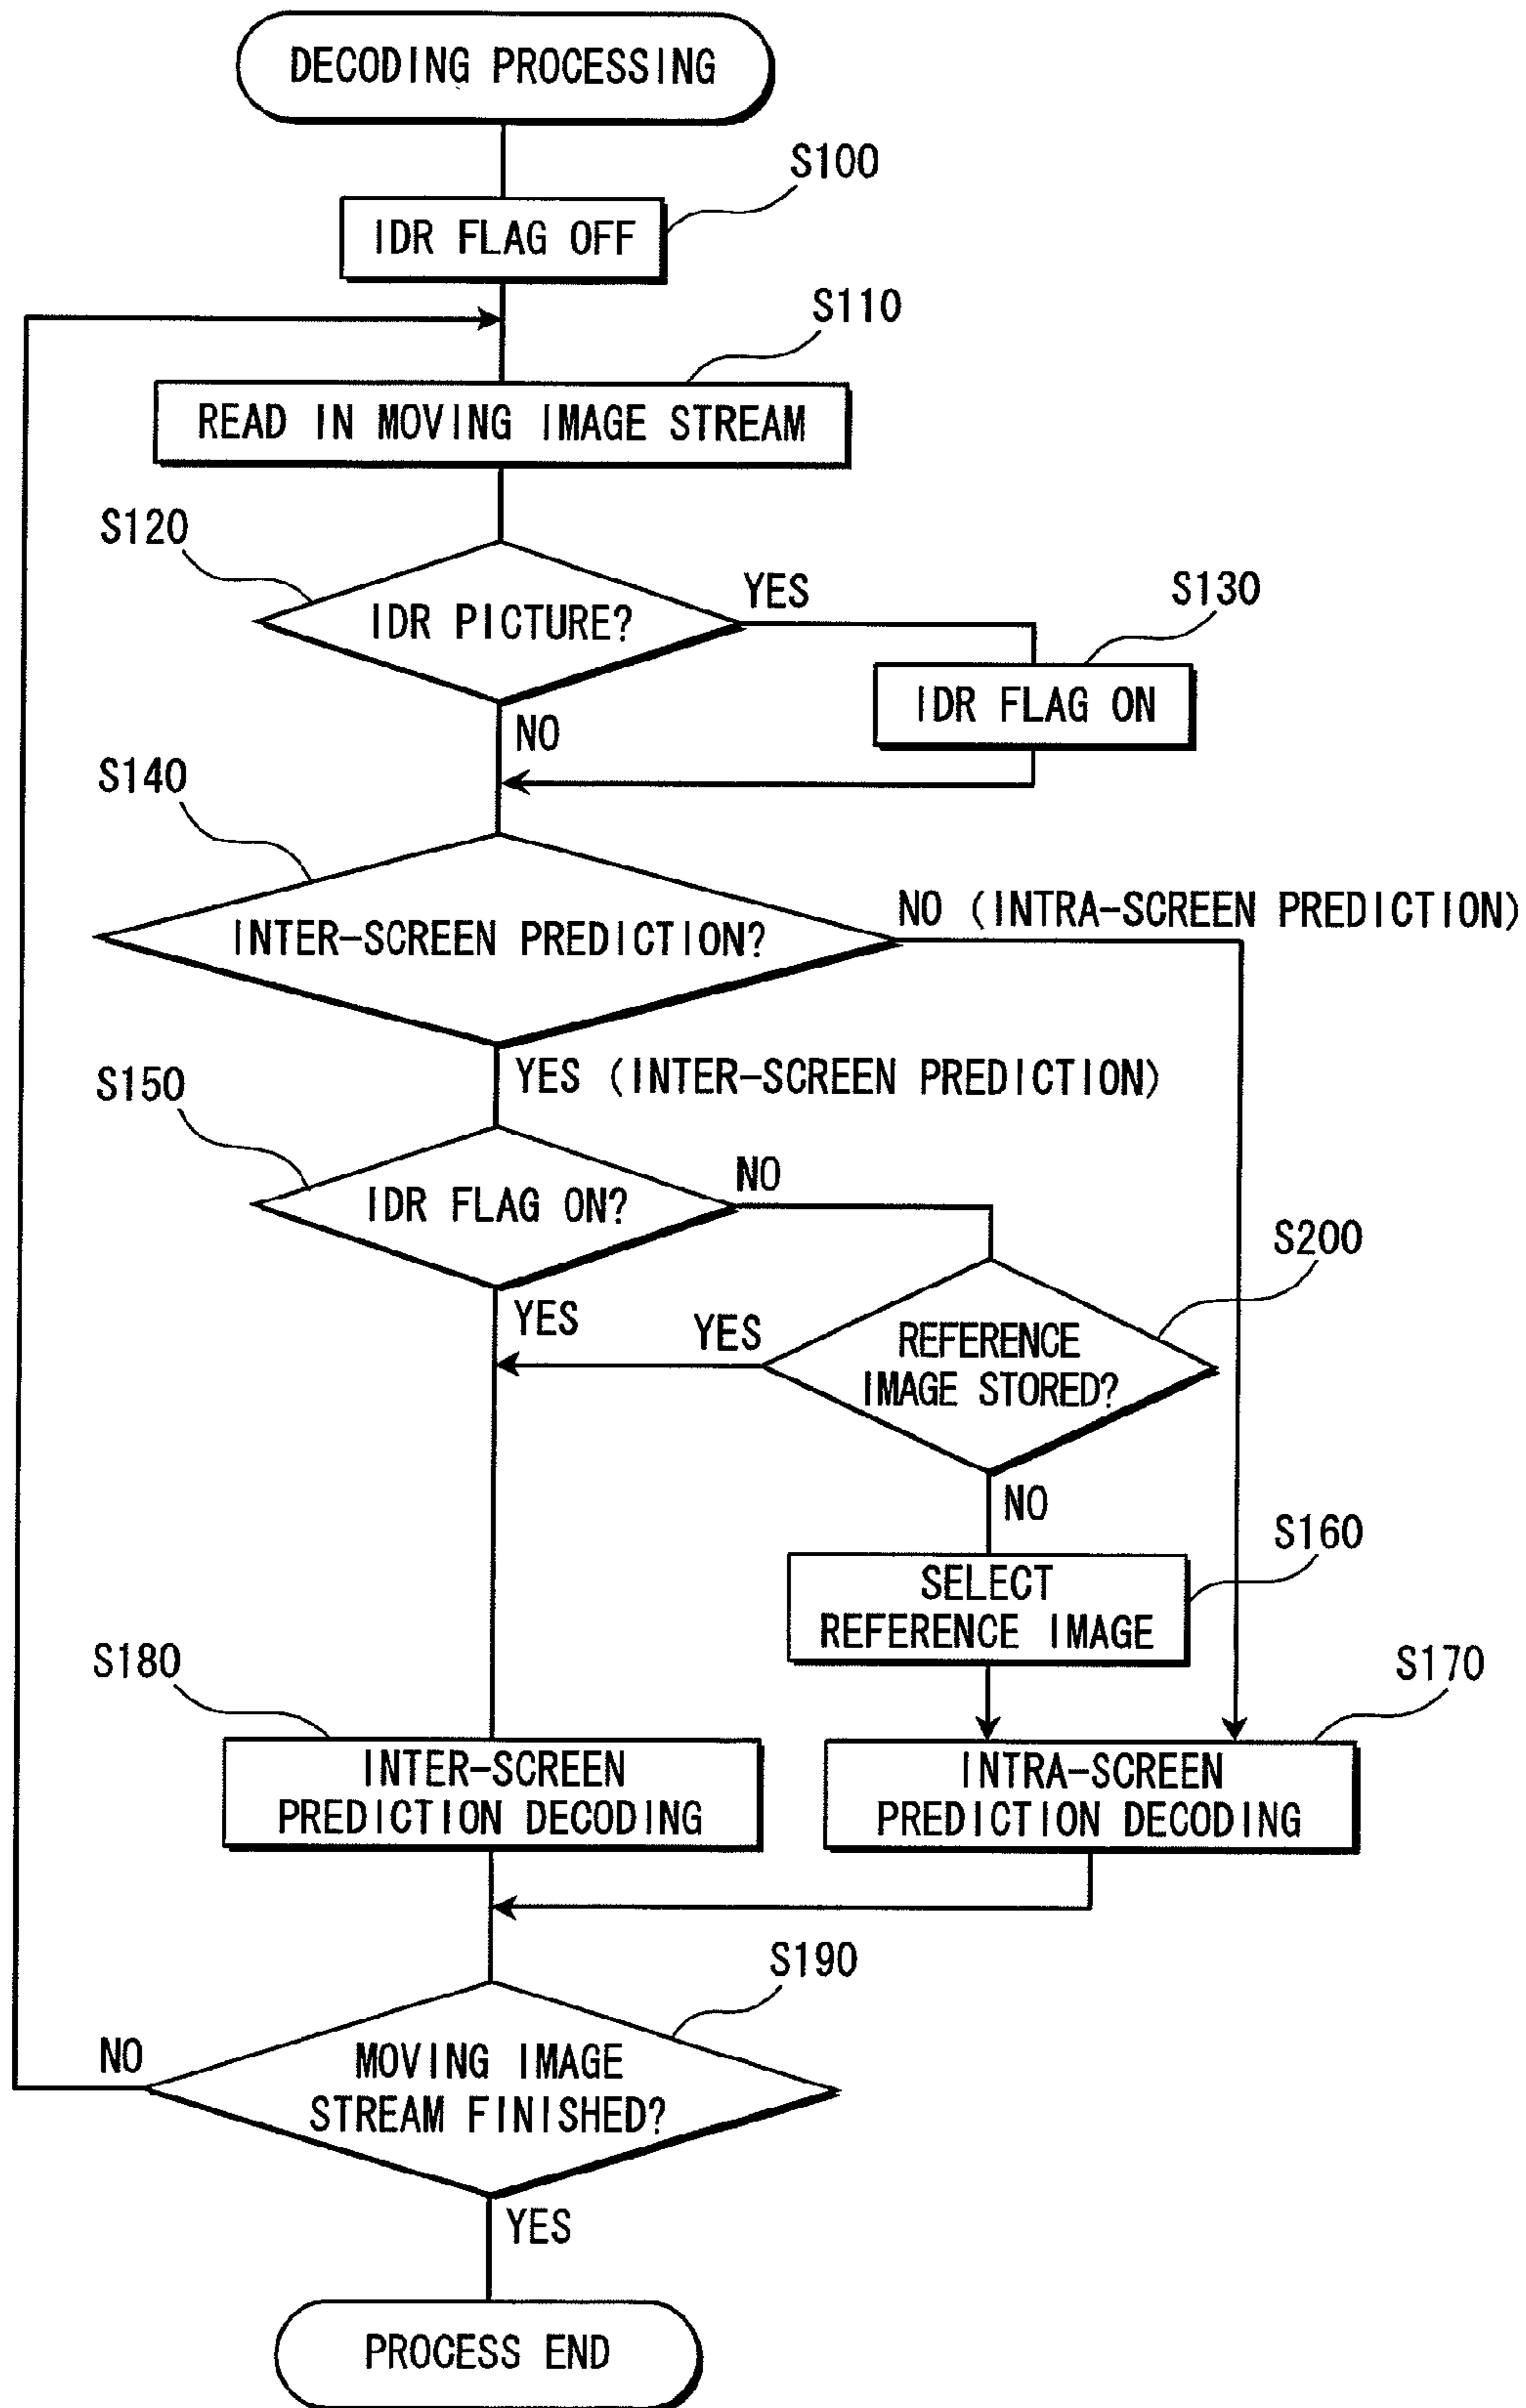 DECODING PROCESSING
S100
IDR FLAG OFF
S110
READ IN MOVING IMAGE STREAM
S120
IDR PICTURE?
YES
S130
IDR FLAG ON
NO
S140
INTER-SCREEN PREDICTION?
NO (INTRA-SCREEN PREDICTION)
YES (INTER-SCREEN PREDICTION)
S150
IDR FLAG ON?
NO
S200
YES
YES
REFERENCE
IMAGE STORED?
NO
S160
SELECT
REFERENCE IMAGE
S180
S170
INTER-SCREEN
PREDICTION DECODING
INTRA-SCREEN
PREDICTION DECODING
S190
NO
MOVING IMAGE
STREAM FINISHED?
YES
PROCESS END